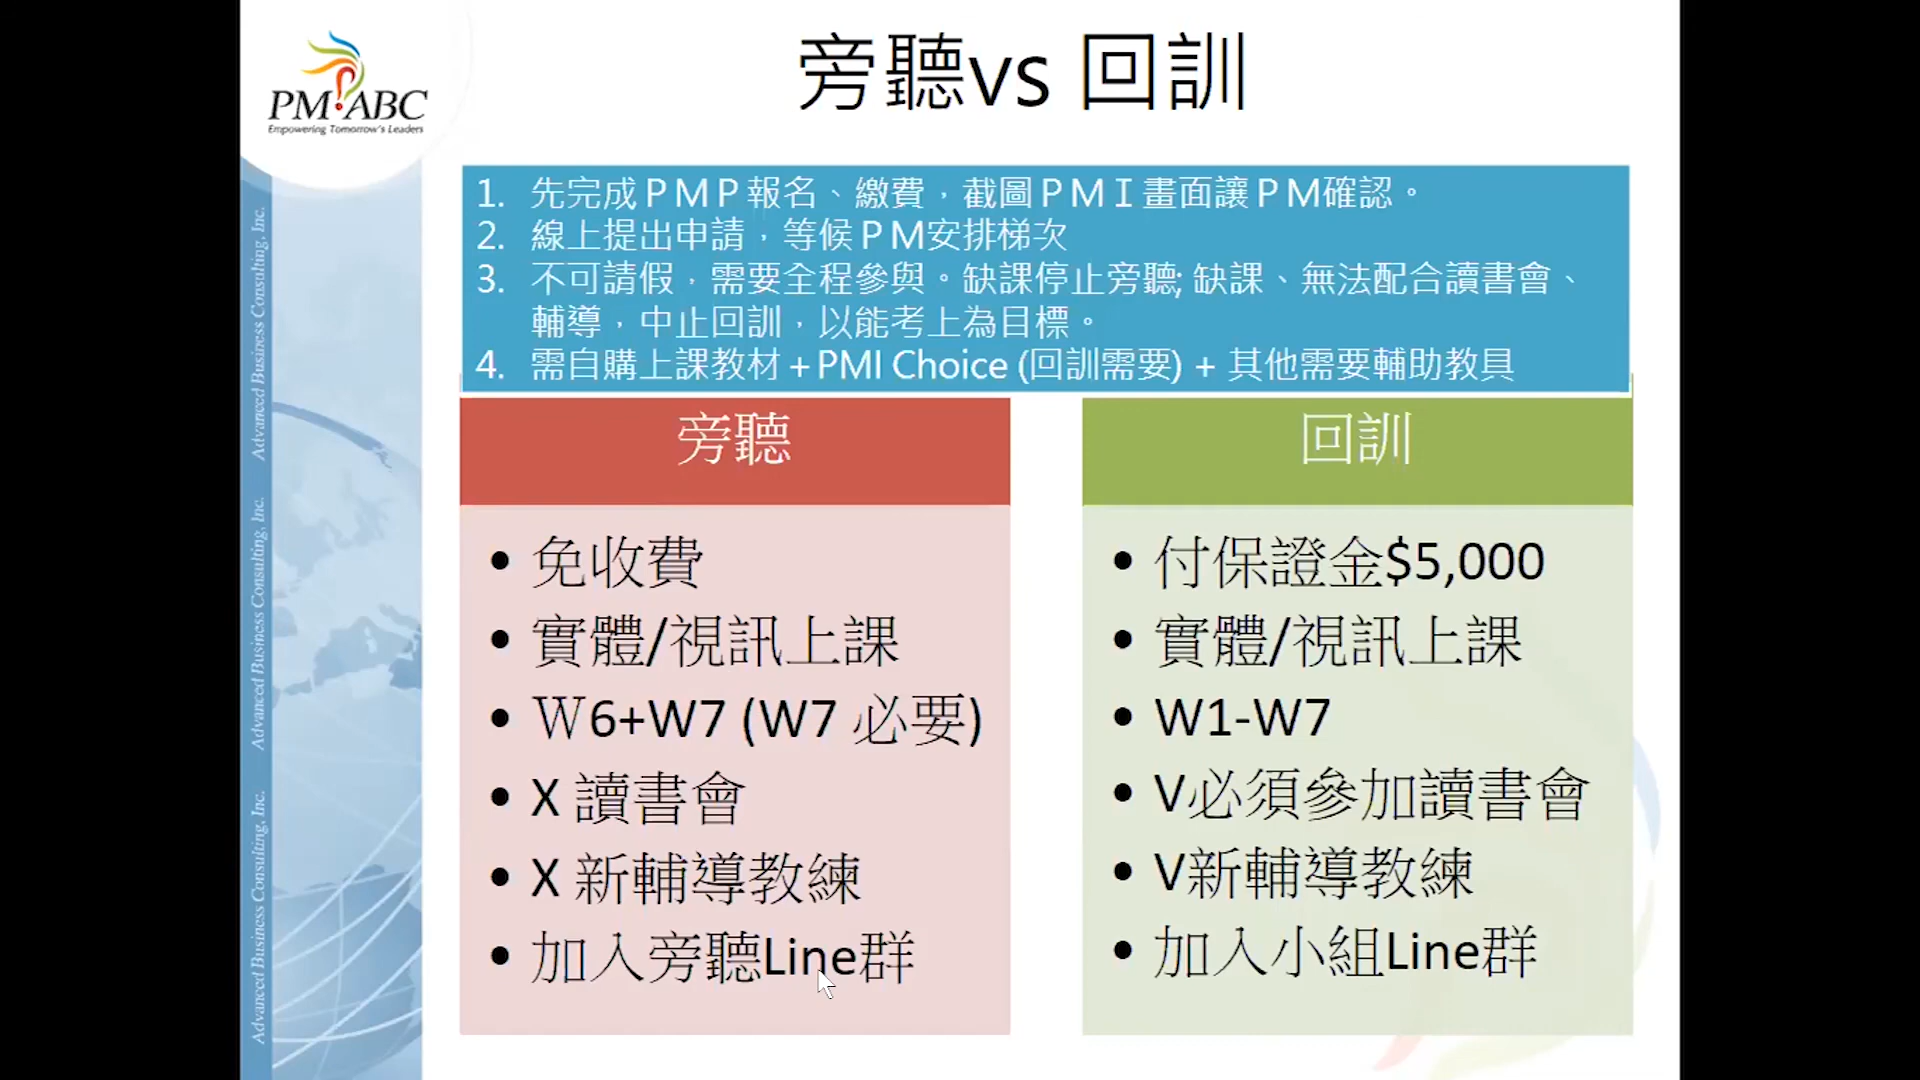 旁聽vs 回訓
PM ABC
Empowering Tomorrow's Leaders
1. 先完成ＰＭＰ報名、繳費，截圖ＰＭＩ畫面讓ＰＭ確認。
2. 線上提出申請，等候ＰＭ安排梯次
3. 不可請假，需要全程參與。缺課停止旁聽; 缺課、無法配合讀書會、
輔導，中止回訓，以能考上為目標。
4. 需自購上課教材 + PMI Choice (回訓需要) + 其他需要輔助教具
旁聽
• 免收費
• 實體/視訊上課
• Ｗ6+W7 (W7 必要)
• X 讀書會
• X 新輔導教練
• 加入旁聽Line群
回訓
• 付保證金$5,000
• 實體/視訊上課
• W1-W7
• V必須參加讀書會
• V新輔導教練
• 加入小組Line群
Advanced Business Consulting, Inc.
Advanced Business Consulting, Inc.
Advanced Business Consulting, Inc.